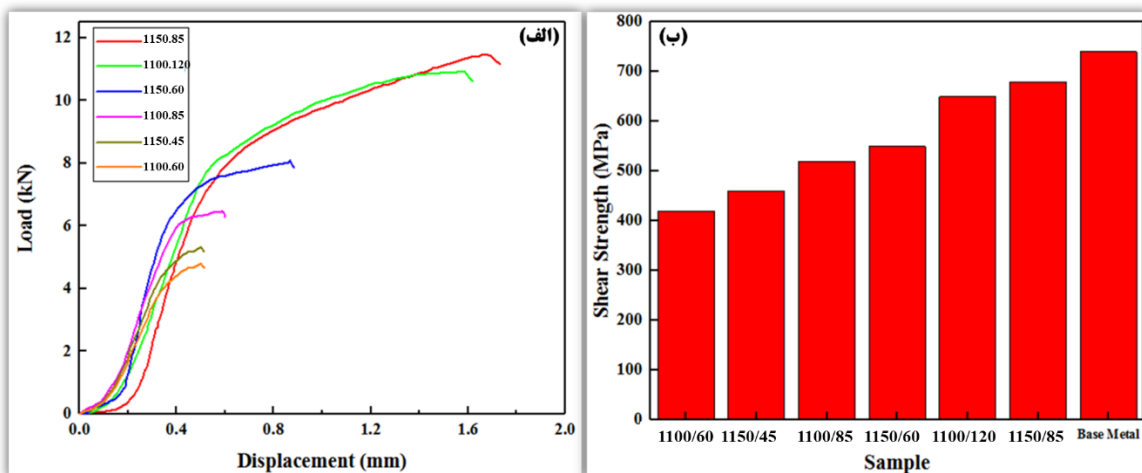 (الف)
1150.85
1100.120
1150.60
1100.85
1150.45
1100.60
12
10
8
6
4
2
0
Load (kN)
0.0 0.4 0.8 1.2 1.6 2.0
Displacement (mm)
(ب)
800
700
600
500
400
300
200
100
0
Shear Strength (MPa)
1100/60 1150/45 1100/85 1150/60 1100/120 1150/85 Base Metal
Sample